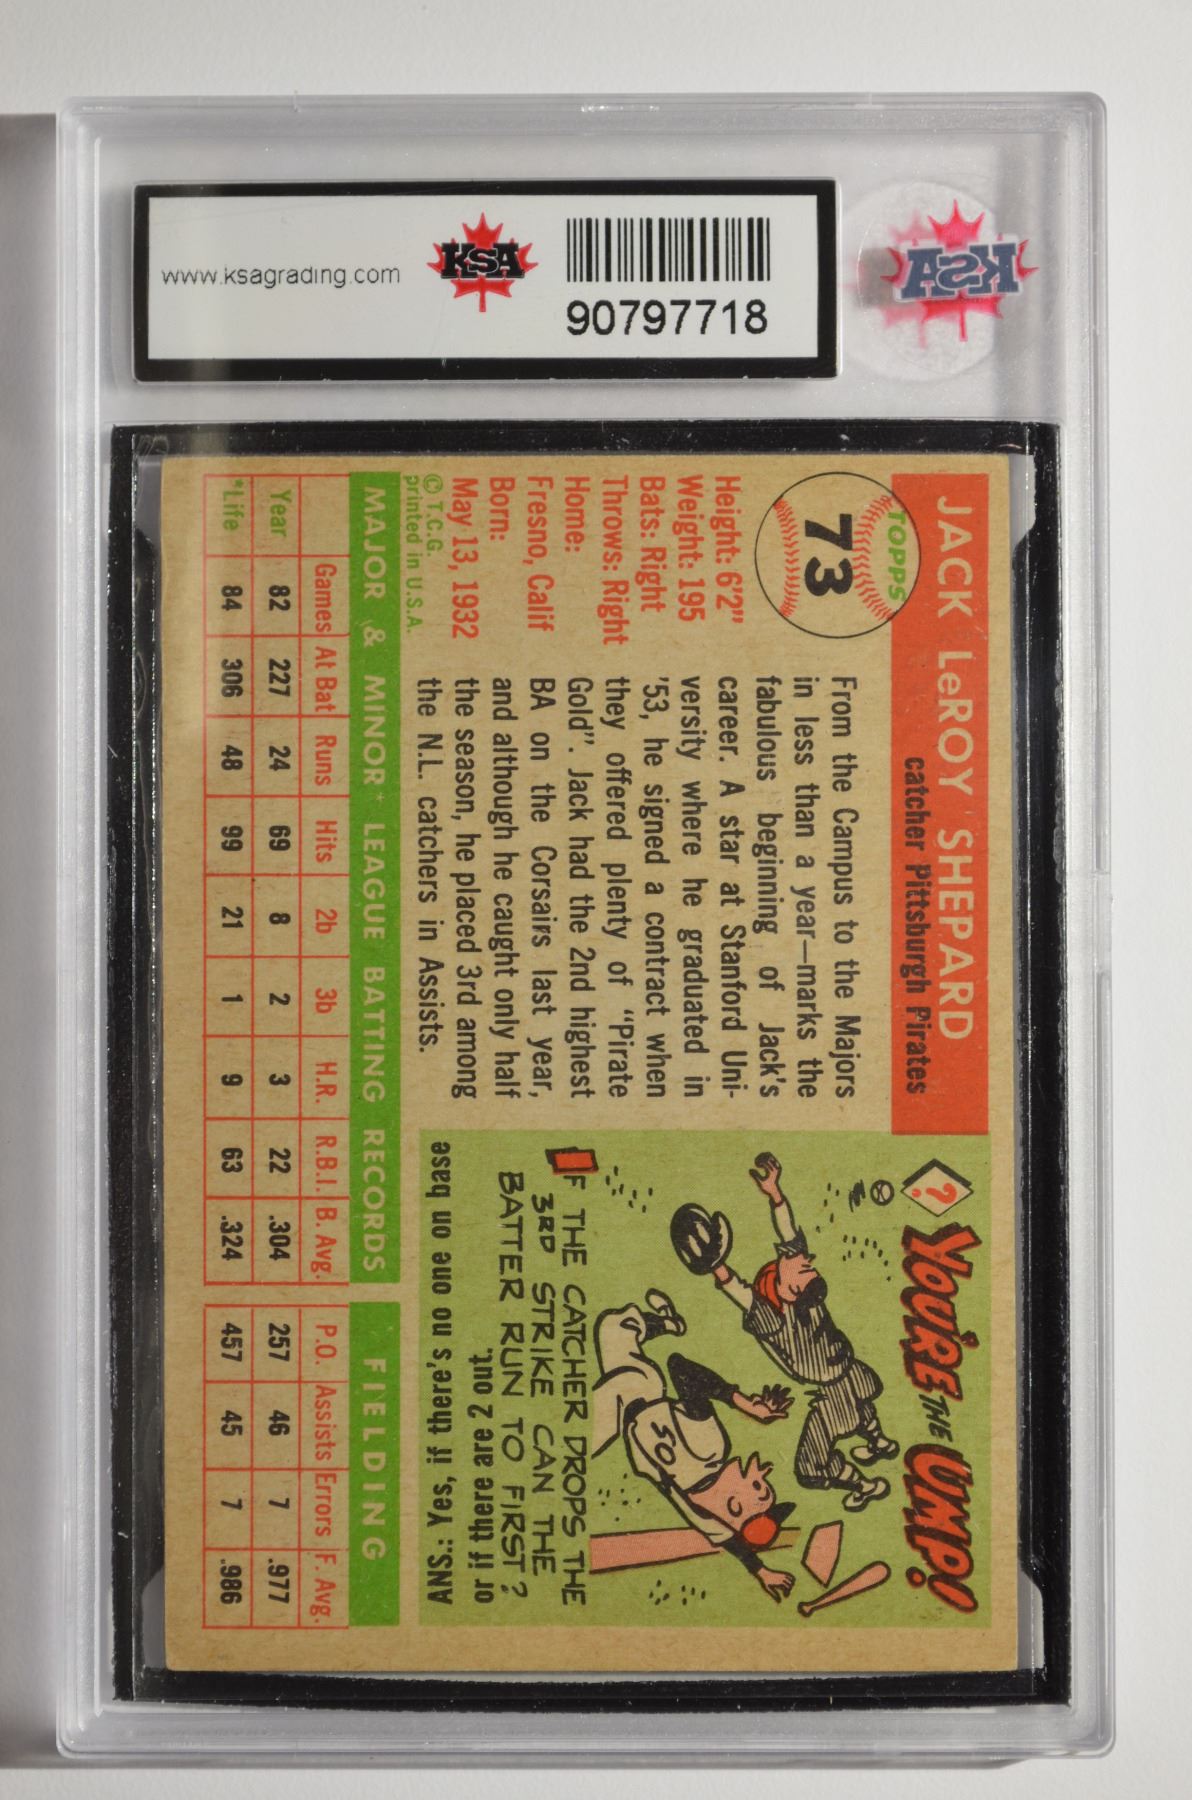 www.ksagrading.com
KSA
90797718
KSA
JACK LeROY SHEPARD
catcher Pittsburgh Pirates
TOPPS
73
Height: 6'2"
Weight: 195
Bats: Right
Throws: Right
Home:
Fresno, Calif
Born:
May 13, 1932
© T.C.G.
printed in U.S.A.
From the Campus to the Majors
in less than a year—marks the
fabulous beginning of Jack's
career. A star at Stanford Uni-
versity where he graduated in
'53, he signed a contract when
they offered plenty of "Pirate
Gold". Jack had the 2nd highest
BA on the Corsairs last year,
and although he caught only half
the season, he placed 3rd among
the N.L. catchers in Assists.
?
YOU'RE THE UMP!
50
IF THE CATCHER DROPS THE
3RD STRIKE CAN THE
BATTER RUN TO FIRST?
ANS.: Yes, if there's no one on base
or if there are 2 out.
MAJOR & MINOR* LEAGUE BATTING RECORDS FIELDING
Games At Bat Runs Hits 2b 3b H.R. R.B.I. B. Avg. P.O. Assists Errors F. Avg.
Year 82 227 24 69 8 2 3 22 .304 257 46 7 .977
*Life 84 306 48 99 21 1 9 63 .324 457 45 7 .986